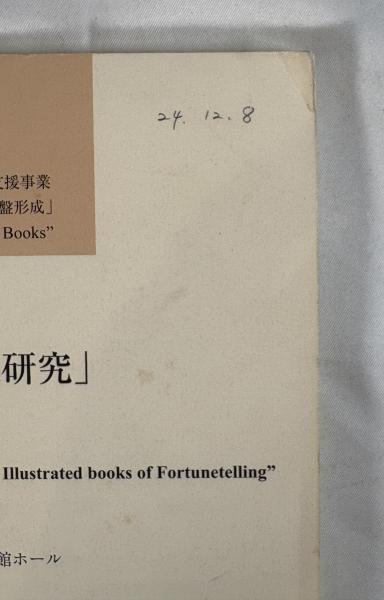 24. 12. 8
支援事業
盤形成」
Books”
研究」
Illustrated books of Fortunetelling”
館ホール